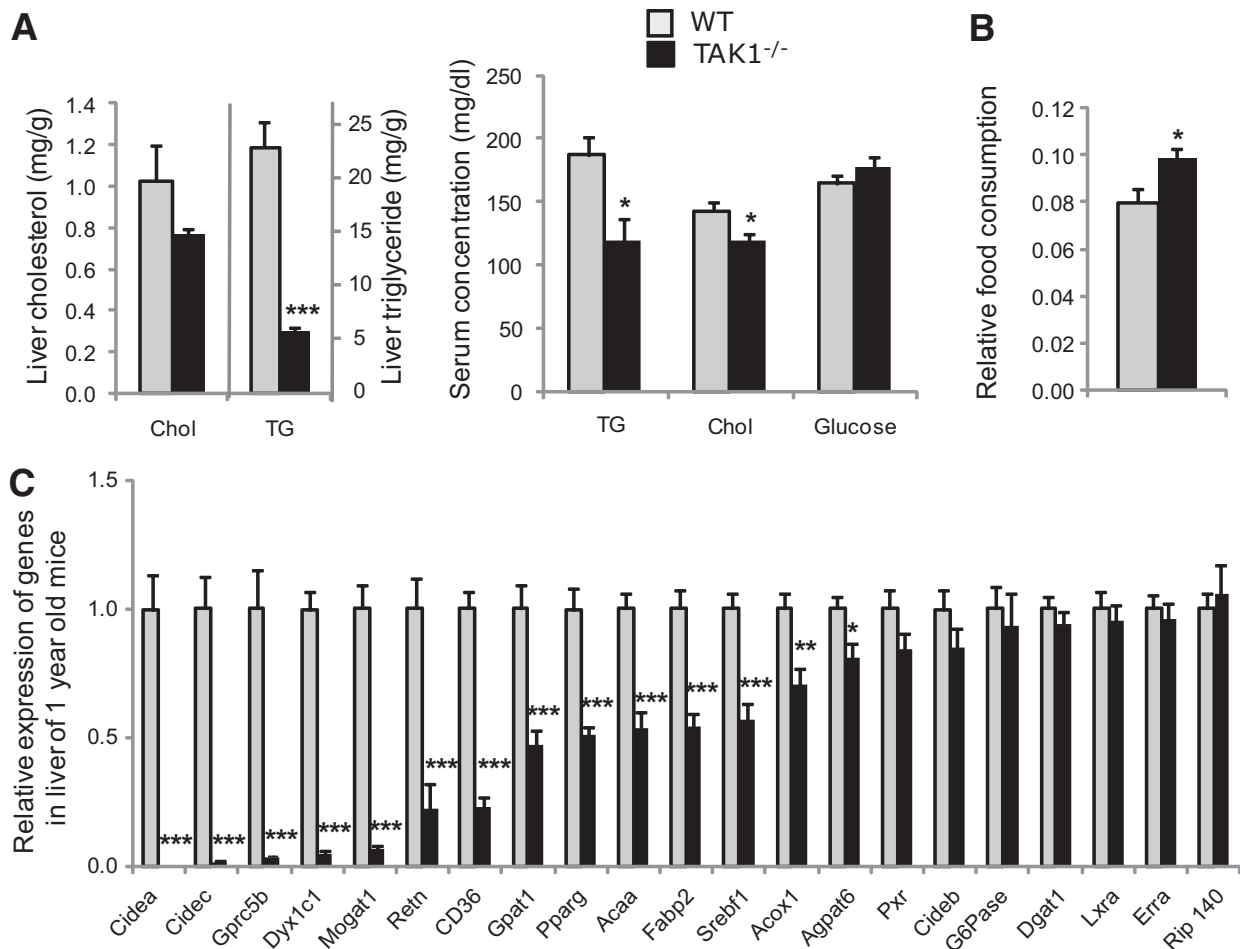 A
WT
TAK1-/-
B
Liver cholesterol (mg/g)
1.4
1.2
1.0
0.8
0.6
0.4
0.2
0.0
***
25
20
15
10
5
0
Liver triglyceride (mg/g)
Chol
TG
Serum concentration (mg/dl)
250
200
150
100
50
0
*
*
TG
Chol
Glucose
Relative food consumption
0.12
0.10
0.08
0.06
0.04
0.02
0.00
*
C
Relative expression of genes
in liver of 1 year old mice
1.5
1.0
0.5
0.0
***
***
***
***
***
***
***
***
***
***
***
***
**
*
Cidea
Cidec
Gprc5b
Dyx1c1
Mogat1
Retn
CD36
Gpat1
Pparg
Acaa
Fabp2
Srebf1
Acox1
Agpat6
Pxr
Cideb
G6Pase
Dgat1
Lxra
Erra
Rip 140